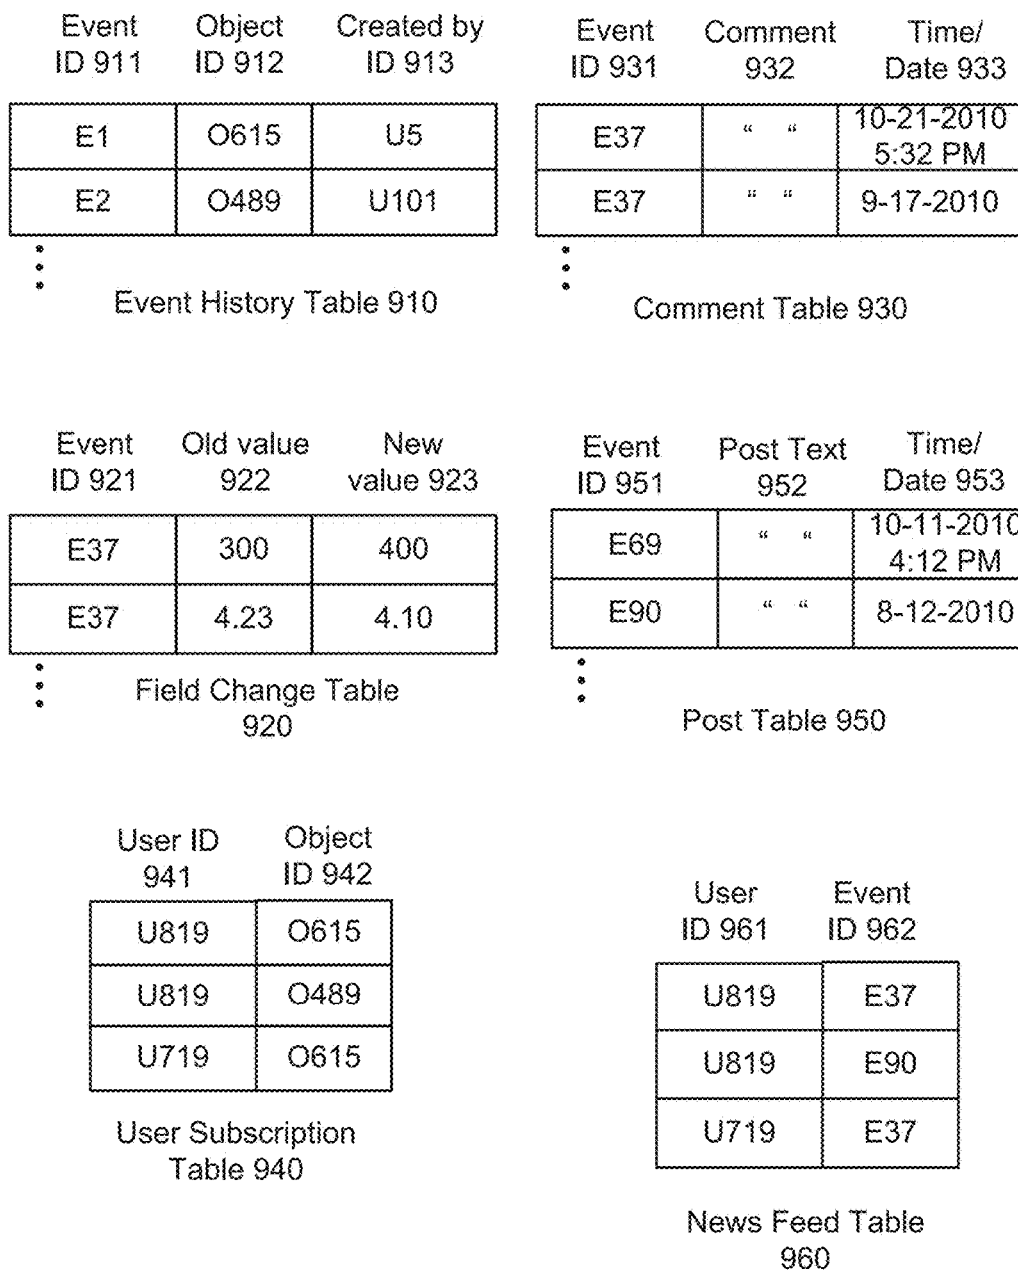 Event ID 911 Object ID 912 Created by ID 913
E1 O615 U5
E2 O489 U101
Event History Table 910
Event ID 931 Comment 932 Time/ Date 933
E37 “ “ 10-21-2010 5:32 PM
E37 “ “ 9-17-2010
Comment Table 930
Event ID 921 Old value 922 New value 923
E37 300 400
E37 4.23 4.10
Field Change Table
920
Event ID 951 Post Text 952 Time/ Date 953
E69 “ “ 10-11-2010 4:12 PM
E90 “ “ 8-12-2010
Post Table 950
User ID 941 Object ID 942
U819 O615
U819 O489
U719 O615
User Subscription
Table 940
User ID 961 Event ID 962
U819 E37
U819 E90
U719 E37
News Feed Table
960